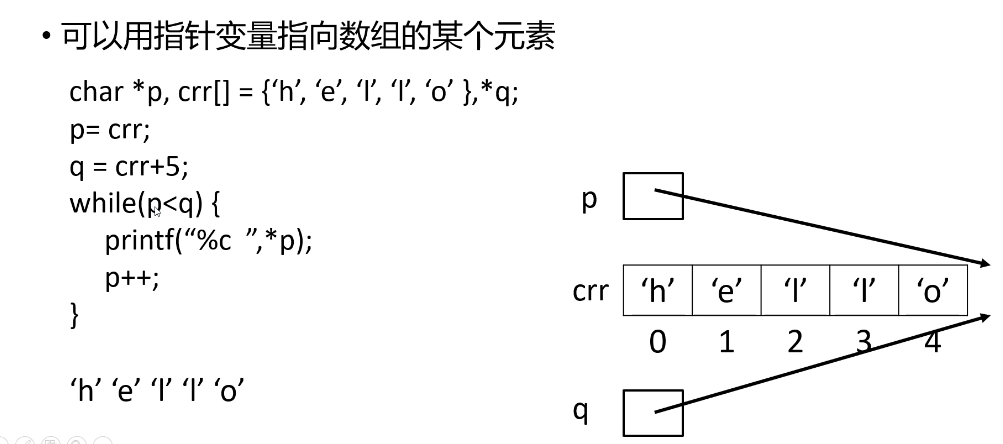 • 可以用指针变量指向数组的某个元素
char *p, crr[] = {‘h’, ‘e’, ‘l’, ‘l’, ‘o’ },*q;
p= crr;
q = crr+5;
while(p<q) {
printf(“%c ”,*p);
p++;
}
‘h’ ‘e’ ‘l’ ‘l’ ‘o’
p
crr ‘h’ ‘e’ ‘l’ ‘l’ ‘o’
0 1 2 3 4
q